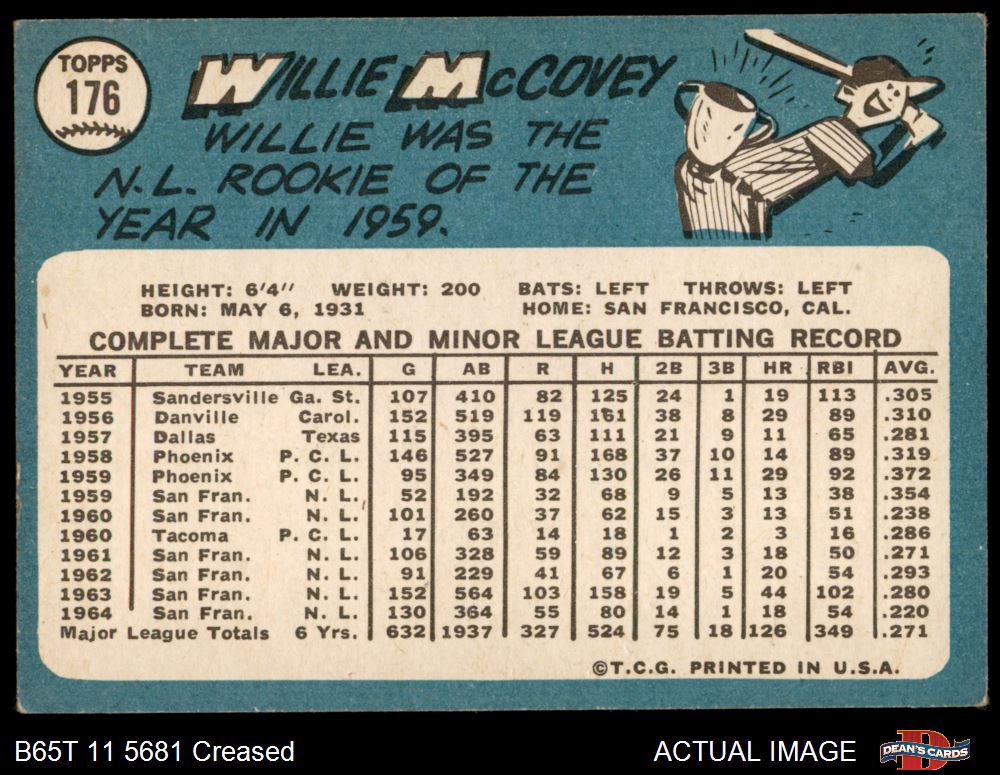 TOPPS
176
WILLIE McCOVEY
WILLIE WAS THE
N.L. ROOKIE OF THE
YEAR IN 1959.
HEIGHT: 6'4" WEIGHT: 200 BATS: LEFT THROWS: LEFT
BORN: MAY 6, 1931 HOME: SAN FRANCISCO, CAL.
COMPLETE MAJOR AND MINOR LEAGUE BATTING RECORD
YEAR TEAM LEA. G AB R H 2B 3B HR RBI AVG.
1955 Sandersville Ga. St. 107 410 82 125 24 1 19 113 .305
1956 Danville Carol. 152 519 119 161 38 8 29 89 .310
1957 Dallas Texas 115 395 63 111 21 9 11 65 .281
1958 Phoenix P. C. L. 146 527 91 168 37 10 14 89 .319
1959 Phoenix P. C. L. 95 349 84 130 26 11 29 92 .372
1959 San Fran. N. L. 52 192 32 68 9 5 13 38 .354
1960 San Fran. N. L. 101 260 37 62 15 3 13 51 .238
1960 Tacoma P. C. L. 17 63 14 18 1 2 3 16 .286
1961 San Fran. N. L. 106 328 59 89 12 3 18 50 .271
1962 San Fran. N. L. 91 229 41 67 6 1 20 54 .293
1963 San Fran. N. L. 152 564 103 158 19 5 44 102 .280
1964 San Fran. N. L. 130 364 55 80 14 1 18 54 .220
Major League Totals 6 Yrs. 632 1937 327 524 75 18 126 349 .271
©T.C.G. PRINTED IN U.S.A.
B65T 11 5681 Creased ACTUAL IMAGE
D
DEAN'S CARDS